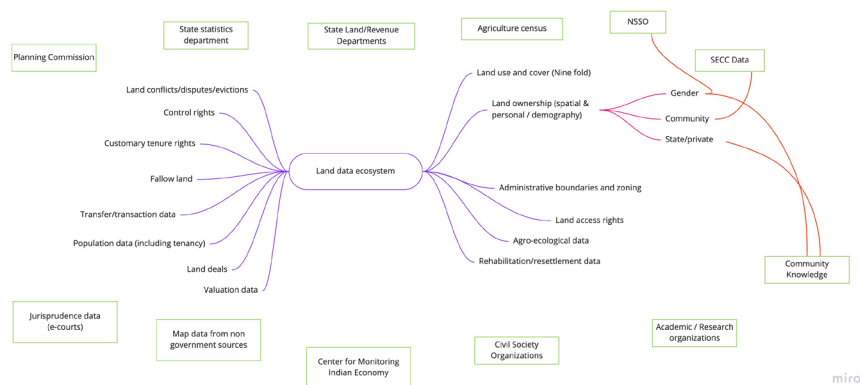 NSSO
State statistics
department
State Land/Revenue
Departments
Agriculture census
Planning Commission
SECC Data
Land use and cover (Nine fold)
Land conflicts/disputes/evictions
Gender
Land ownership (spatial &
personal / demography)
Control rights
Community
Customary tenure rights
State/private
Land data ecosystem
Fallow land
Administrative boundaries and zoning
Transfer/transaction data
Land access rights
Population data (including tenancy)
Agro-ecological data
Rehabilitation/resettlement data
Land deals
Community
Knowledge
Valuation data
Jurisprudence data
(e-courts)
Map data from non
government sources
Academic / Research
organizations
Civil Society
Organizations
Center for Monitoring
Indian Economy
miro